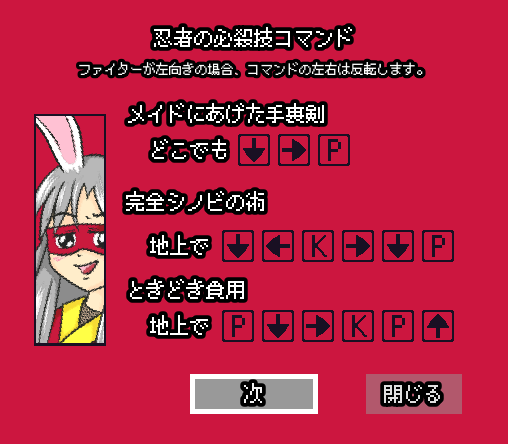 忍者の必殺技コマンド
ファイターが左向きの場合、コマンドの左右は反転します。
メイドにあげた手裏剣
どこでも ↓ → P
完全シノビの術
地上で ↓ ← K → ↓ P
ときどき食用
地上で P ↓ → K P ↑
次 閉じる